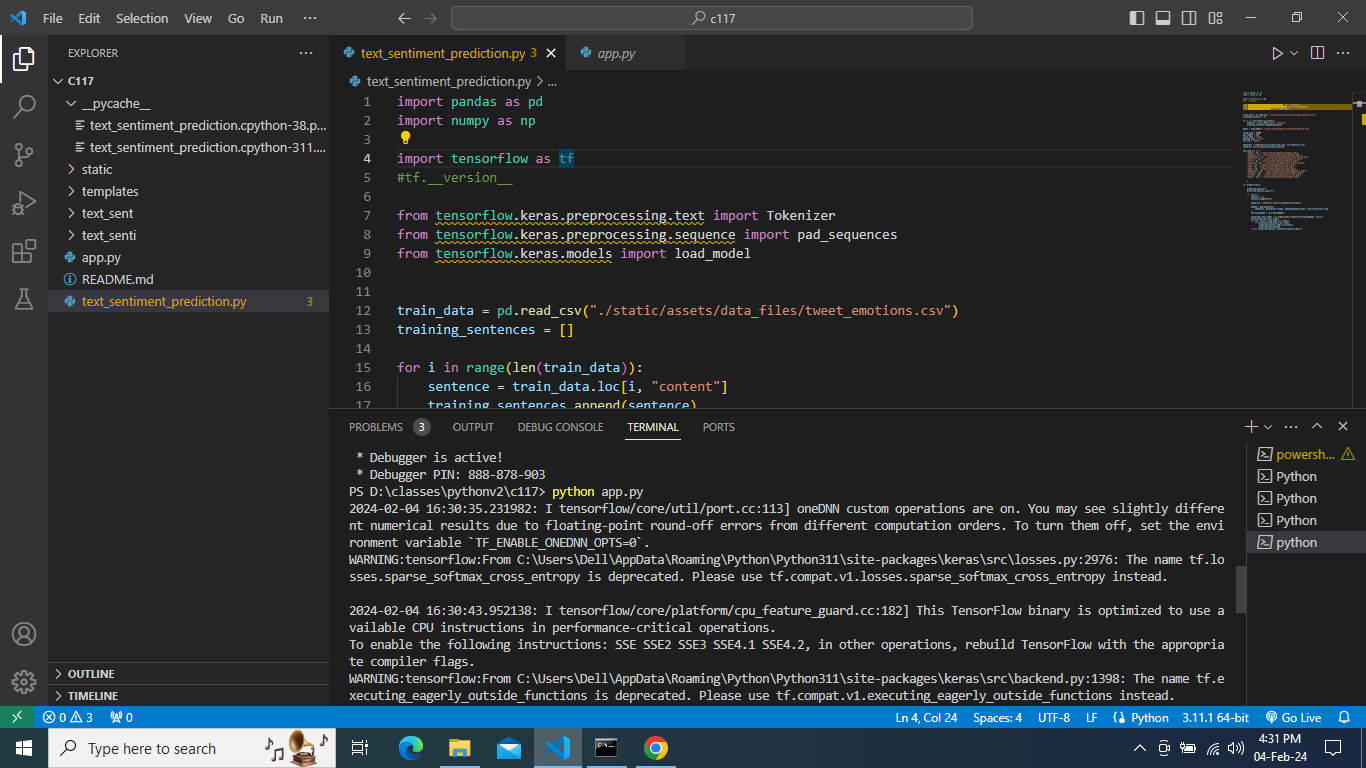 File Edit Selection View Go Run ···
c117
EXPLORER
C117
__pycache__
text_sentiment_prediction.cpython-38.p...
text_sentiment_prediction.cpython-311....
static
templates
text_sent
text_senti
app.py
README.md
text_sentiment_prediction.py 3
OUTLINE
TIMELINE
text_sentiment_prediction.py 3
app.py
text_sentiment_prediction.py > ...
1 import pandas as pd
2 import numpy as np
3
4 import tensorflow as tf
5 #tf.__version__
6
7 from tensorflow.keras.preprocessing.text import Tokenizer
8 from tensorflow.keras.preprocessing.sequence import pad_sequences
9 from tensorflow.keras.models import load_model
10
11
12 train_data = pd.read_csv("./static/assets/data_files/tweet_emotions.csv")
13 training_sentences = []
14
15 for i in range(len(train_data)):
16 sentence = train_data.loc[i, "content"]
17 training_sentences.append(sentence)
PROBLEMS 3 OUTPUT DEBUG CONSOLE TERMINAL PORTS
* Debugger is active!
* Debugger PIN: 888-878-903
PS D:\classes\pythonv2\c117> python app.py
2024-02-04 16:30:35.231982: I tensorflow/core/util/port.cc:113] oneDNN custom operations are on. You may see slightly differe
nt numerical results due to floating-point round-off errors from different computation orders. To turn them off, set the envi
ronment variable `TF_ENABLE_ONEDNN_OPTS=0`.
WARNING:tensorflow:From C:\Users\Dell\AppData\Roaming\Python\Python311\site-packages\keras\src\losses.py:2976: The name tf.lo
sses.sparse_softmax_cross_entropy is deprecated. Please use tf.compat.v1.losses.sparse_softmax_cross_entropy instead.
2024-02-04 16:30:43.952138: I tensorflow/core/platform/cpu_feature_guard.cc:182] This TensorFlow binary is optimized to use a
vailable CPU instructions in performance-critical operations.
To enable the following instructions: SSE SSE2 SSE3 SSE4.1 SSE4.2, in other operations, rebuild TensorFlow with the appropria
te compiler flags.
WARNING:tensorflow:From C:\Users\Dell\AppData\Roaming\Python\Python311\site-packages\keras\src\backend.py:1398: The name tf.e
xecuting_eagerly_outside_functions is deprecated. Please use tf.compat.v1.executing_eagerly_outside_functions instead.
powersh...
Python
Python
Python
python
0 3 0
Ln 4, Col 24 Spaces: 4 UTF-8 LF Python 3.11.1 64-bit Go Live
Type here to search
4:31 PM
04-Feb-24